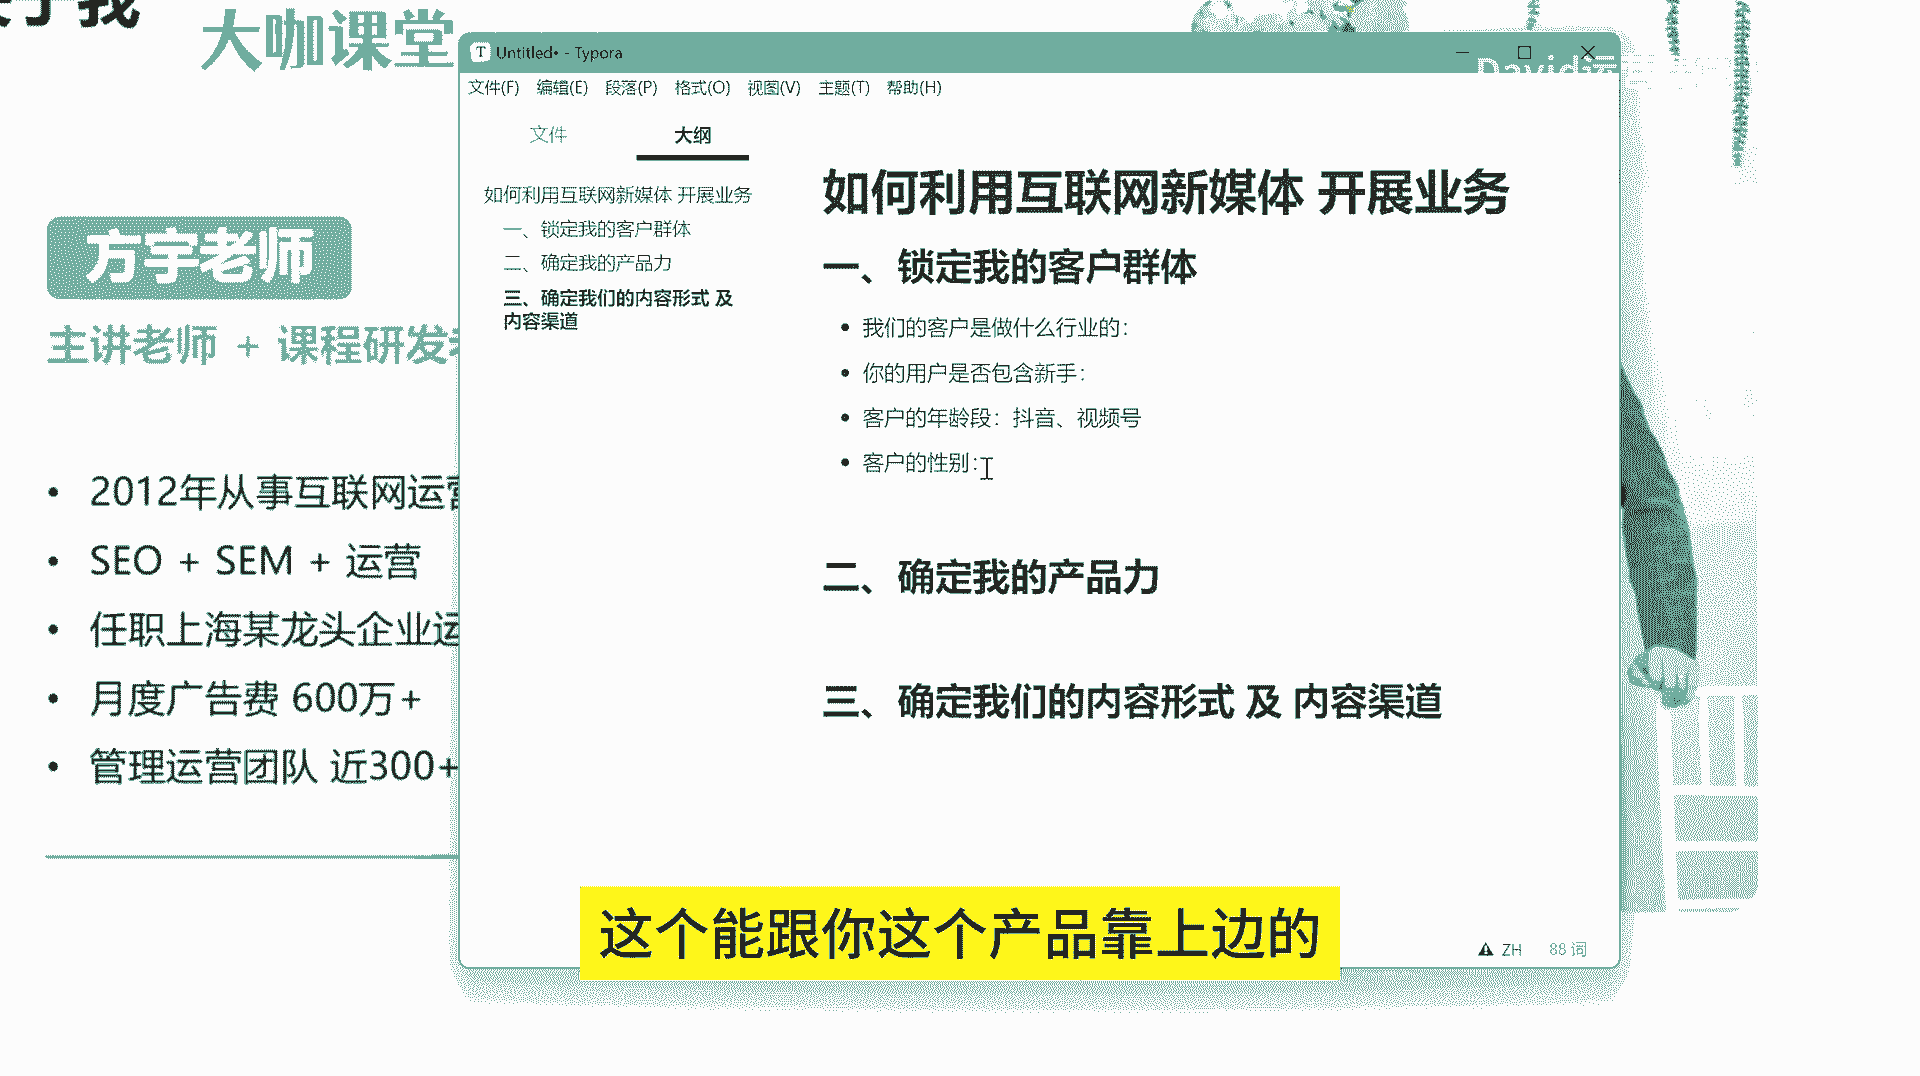 大咖课堂
Untitled• - Typora
文件(F) 编辑(E) 段落(P) 格式(O) 视图(V) 主题(T) 帮助(H)
文件 大纲
如何利用互联网新媒体 开展业务
一、锁定我的客户群体
二、确定我的产品力
三、确定我们的内容形式 及
内容渠道
如何利用互联网新媒体 开展业务
一、锁定我的客户群体
我们的客户是做什么行业的：
你的用户是否包含新手：
客户的年龄段：抖音、视频号
客户的性别：
二、确定我的产品力
三、确定我们的内容形式 及 内容渠道
方宇老师
主讲老师 + 课程研发
• 2012年从事互联网运营
• SEO + SEM + 运营
• 任职上海某龙头企业运
• 月度广告费 600万+
• 管理运营团队 近300+
ZH 88 词
这个能跟你这个产品靠上边的